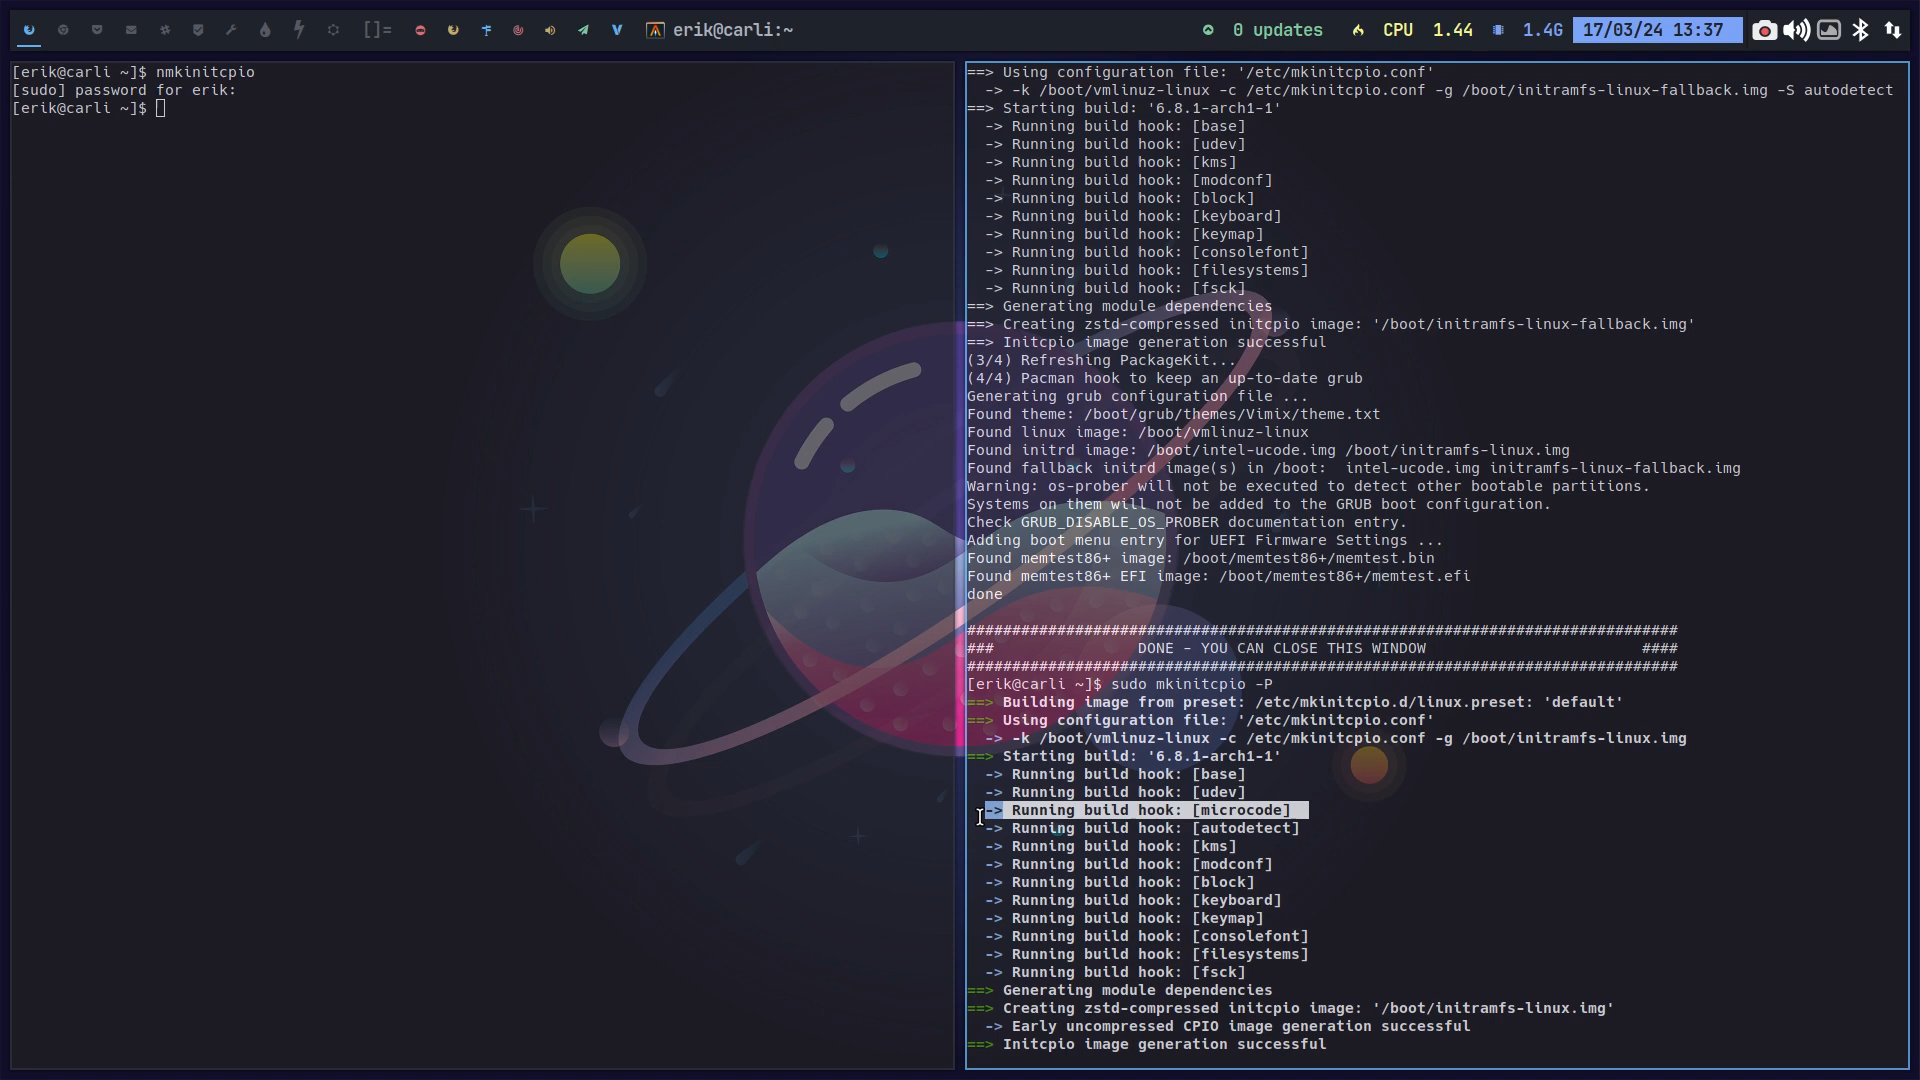 []=
erik@carli:~
0 updates
CPU 1.44
1.4G
17/03/24 13:37
[erik@carli ~]$ nmkinitcpio
[sudo] password for erik:
[erik@carli ~]$
==> Using configuration file: '/etc/mkinitcpio.conf'
  -> -k /boot/vmlinuz-linux -c /etc/mkinitcpio.conf -g /boot/initramfs-linux-fallback.img -S autodetect
==> Starting build: '6.8.1-arch1-1'
  -> Running build hook: [base]
  -> Running build hook: [udev]
  -> Running build hook: [kms]
  -> Running build hook: [modconf]
  -> Running build hook: [block]
  -> Running build hook: [keyboard]
  -> Running build hook: [keymap]
  -> Running build hook: [consolefont]
  -> Running build hook: [filesystems]
  -> Running build hook: [fsck]
==> Generating module dependencies
==> Creating zstd-compressed initcpio image: '/boot/initramfs-linux-fallback.img'
==> Initcpio image generation successful
(3/4) Refreshing PackageKit...
(4/4) Pacman hook to keep an up-to-date grub
Generating grub configuration file ...
Found theme: /boot/grub/themes/Vimix/theme.txt
Found linux image: /boot/vmlinuz-linux
Found initrd image: /boot/intel-ucode.img /boot/initramfs-linux.img
Found fallback initrd image(s) in /boot:  intel-ucode.img initramfs-linux-fallback.img
Warning: os-prober will not be executed to detect other bootable partitions.
Systems on them will not be added to the GRUB boot configuration.
Check GRUB_DISABLE_OS_PROBER documentation entry.
Adding boot menu entry for UEFI Firmware Settings ...
Found memtest86+ image: /boot/memtest86+/memtest.bin
Found memtest86+ EFI image: /boot/memtest86+/memtest.efi
done
###############################################################################
###                DONE - YOU CAN CLOSE THIS WINDOW                        ####
###############################################################################
[erik@carli ~]$ sudo mkinitcpio -P
==> Building image from preset: /etc/mkinitcpio.d/linux.preset: 'default'
==> Using configuration file: '/etc/mkinitcpio.conf'
  -> -k /boot/vmlinuz-linux -c /etc/mkinitcpio.conf -g /boot/initramfs-linux.img
==> Starting build: '6.8.1-arch1-1'
  -> Running build hook: [base]
  -> Running build hook: [udev]
  -> Running build hook: [microcode]
  -> Running build hook: [autodetect]
  -> Running build hook: [kms]
  -> Running build hook: [modconf]
  -> Running build hook: [block]
  -> Running build hook: [keyboard]
  -> Running build hook: [keymap]
  -> Running build hook: [consolefont]
  -> Running build hook: [filesystems]
  -> Running build hook: [fsck]
==> Generating module dependencies
==> Creating zstd-compressed initcpio image: '/boot/initramfs-linux.img'
  -> Early uncompressed CPIO image generation successful
==> Initcpio image generation successful